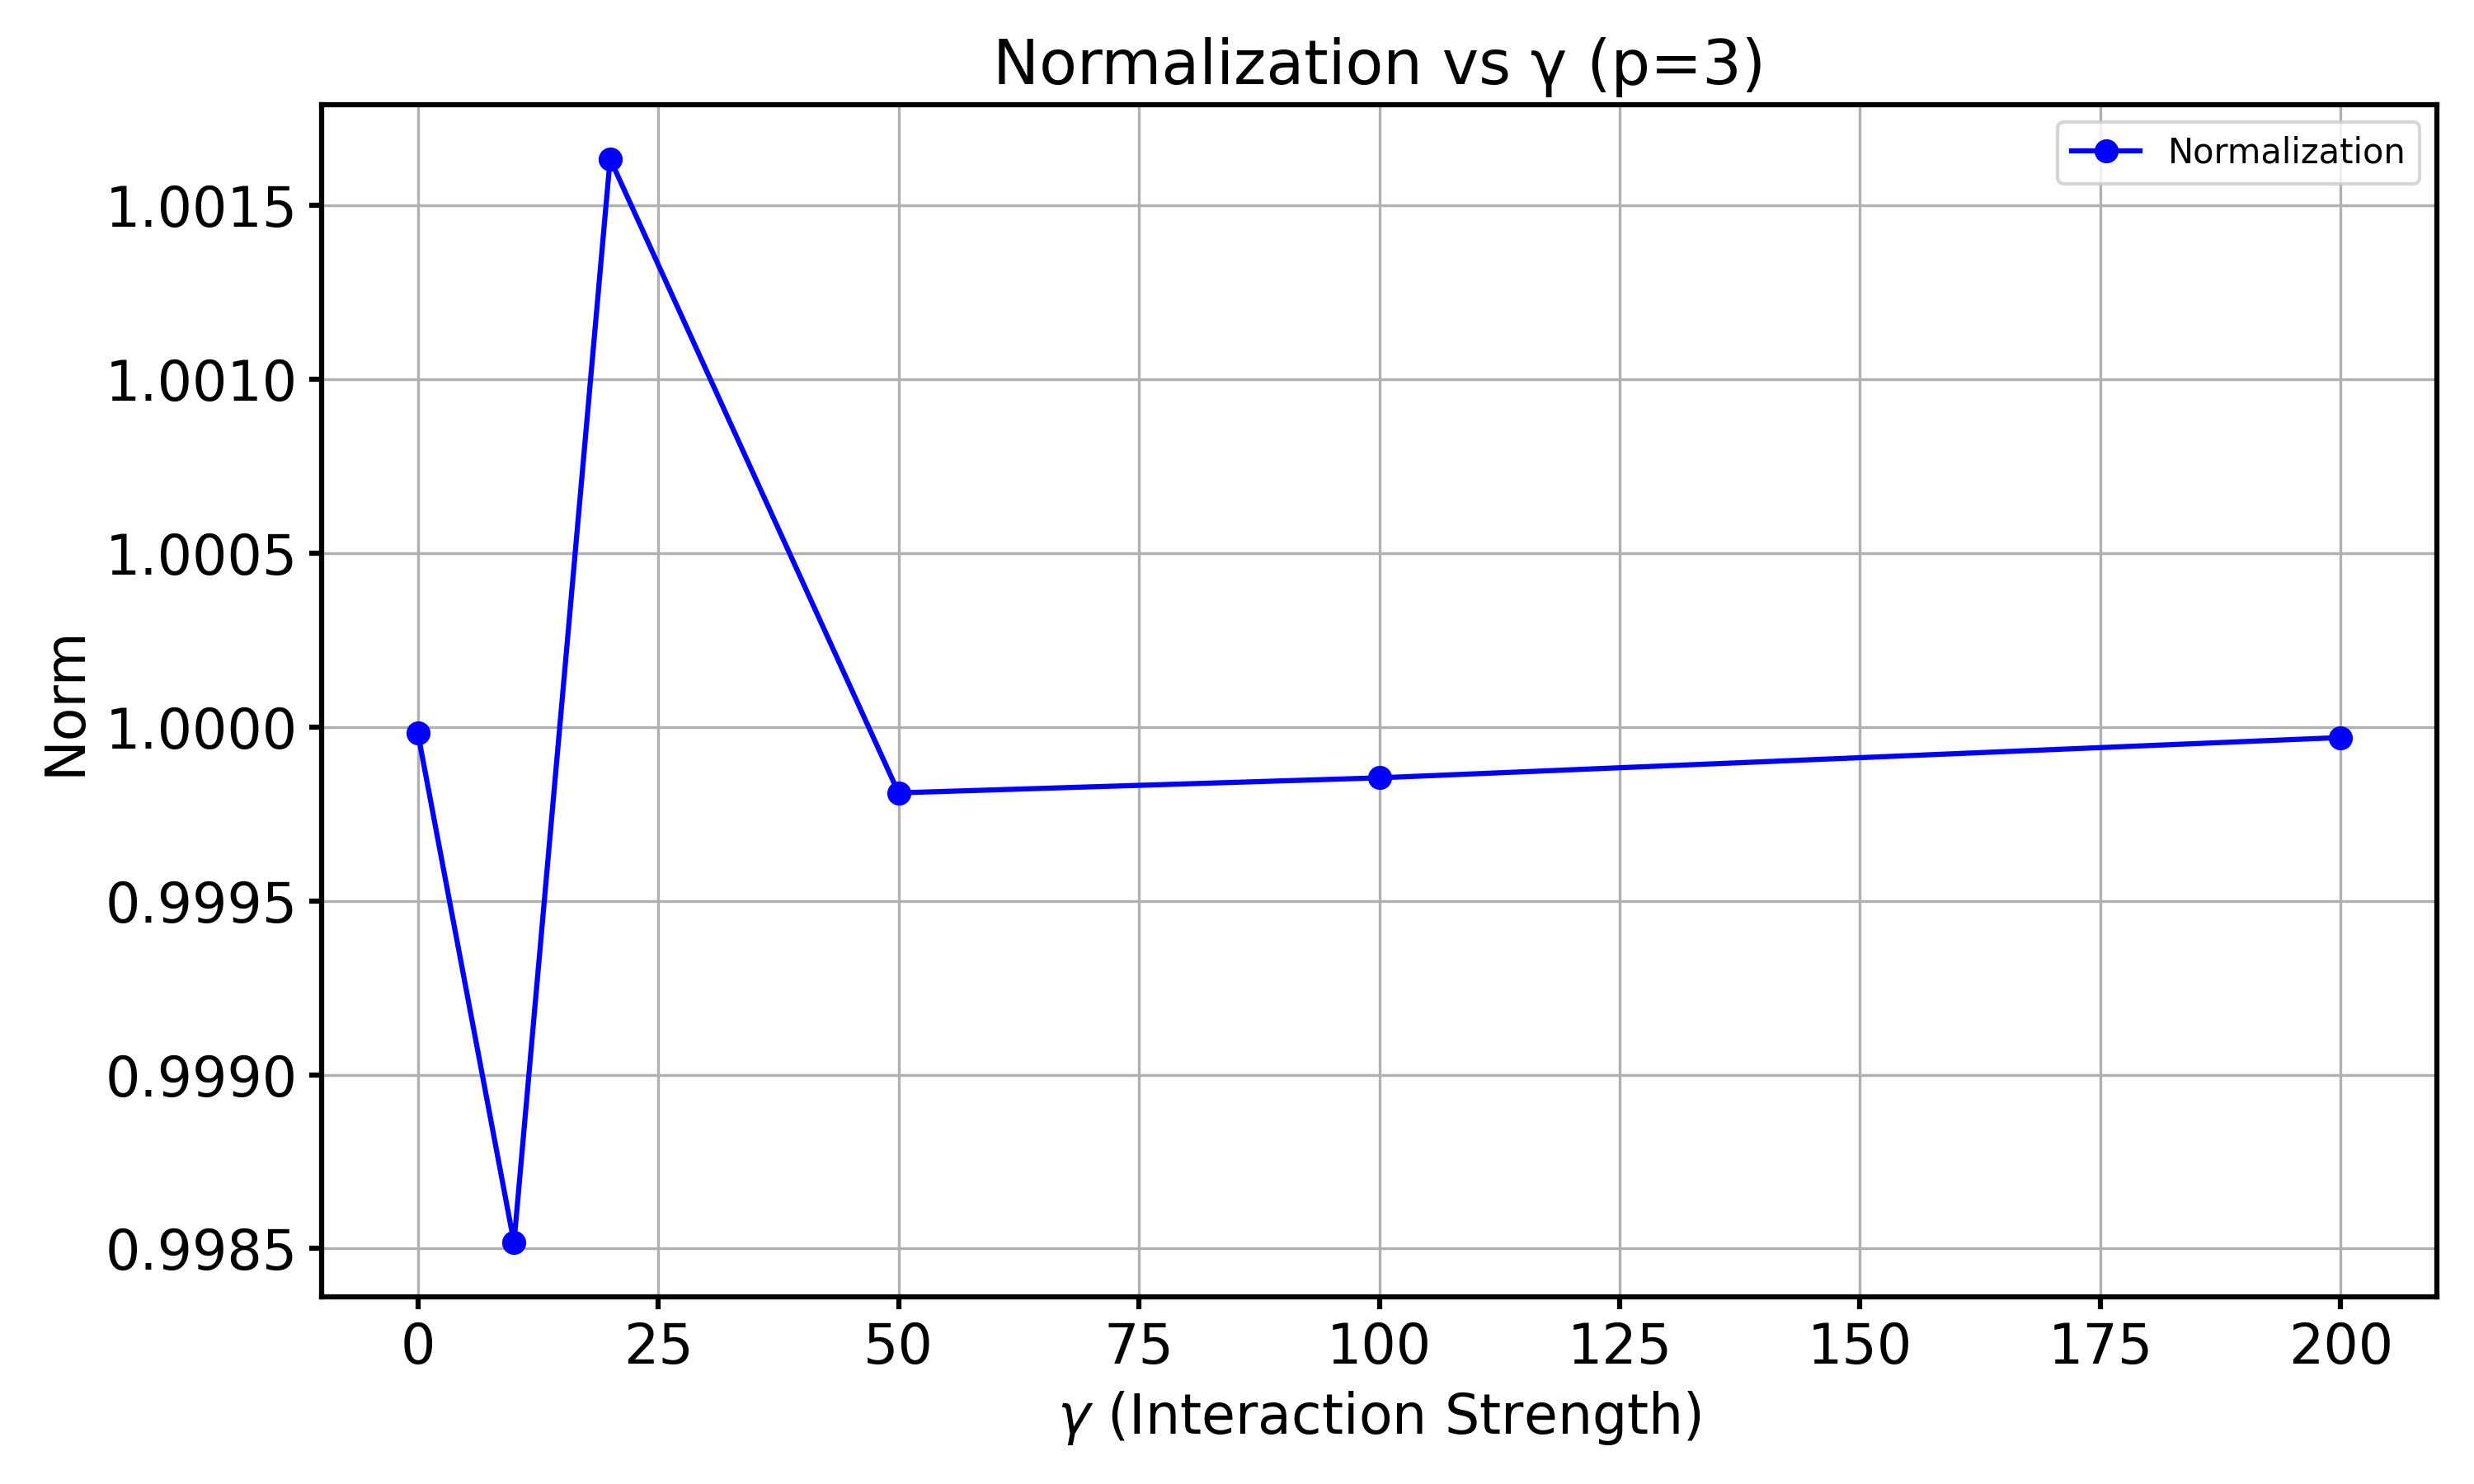 Normalization vs γ (p=3)
Normalization
1.0015
1.0010
1.0005
1.0000
0.9995
0.9990
0.9985
Norm
0 25 50 75 100 125 150 175 200
γ (Interaction Strength)